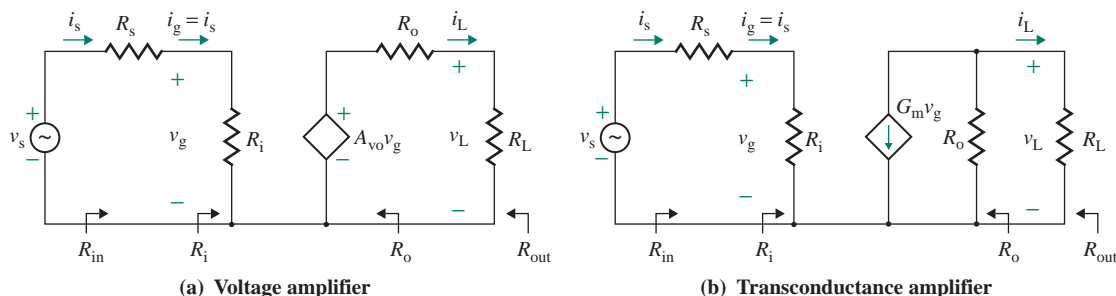 i_s R_s i_g = i_s R_o i_L
+ +
+ + v_s ~ v_g R_i A_vo v_g v_L R_L
− −
− −
R_in R_i R_o R_out
(a) Voltage amplifier
i_s R_s i_g = i_s i_L
+ +
+ v_s ~ v_g R_i G_m v_g R_o v_L R_L
−
− −
R_in R_i R_o R_out
(b) Transconductance amplifier